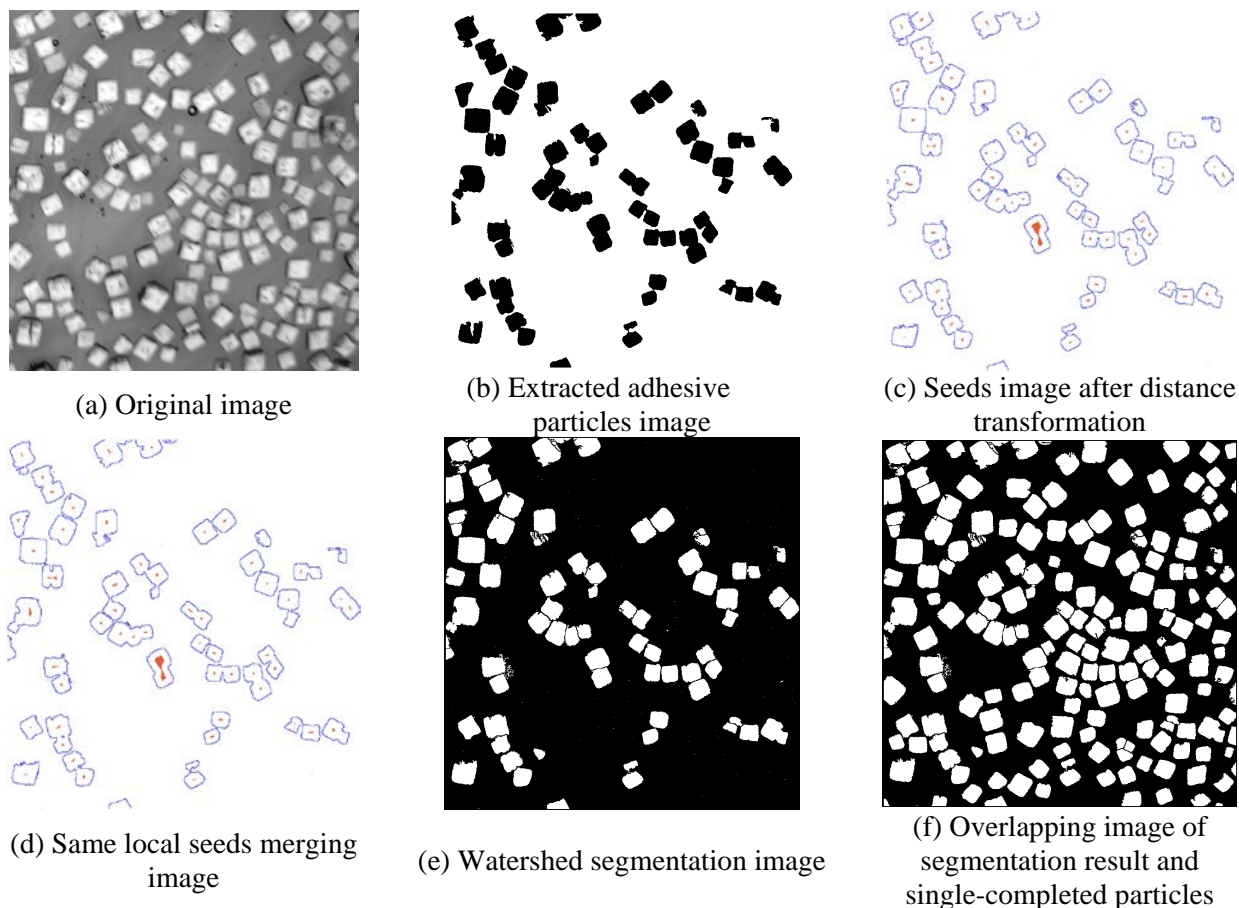 (a) Original image
(b) Extracted adhesive
particles image
(c) Seeds image after distance
transformation
(d) Same local seeds merging
image
(e) Watershed segmentation image
(f) Overlapping image of
segmentation result and
single-completed particles